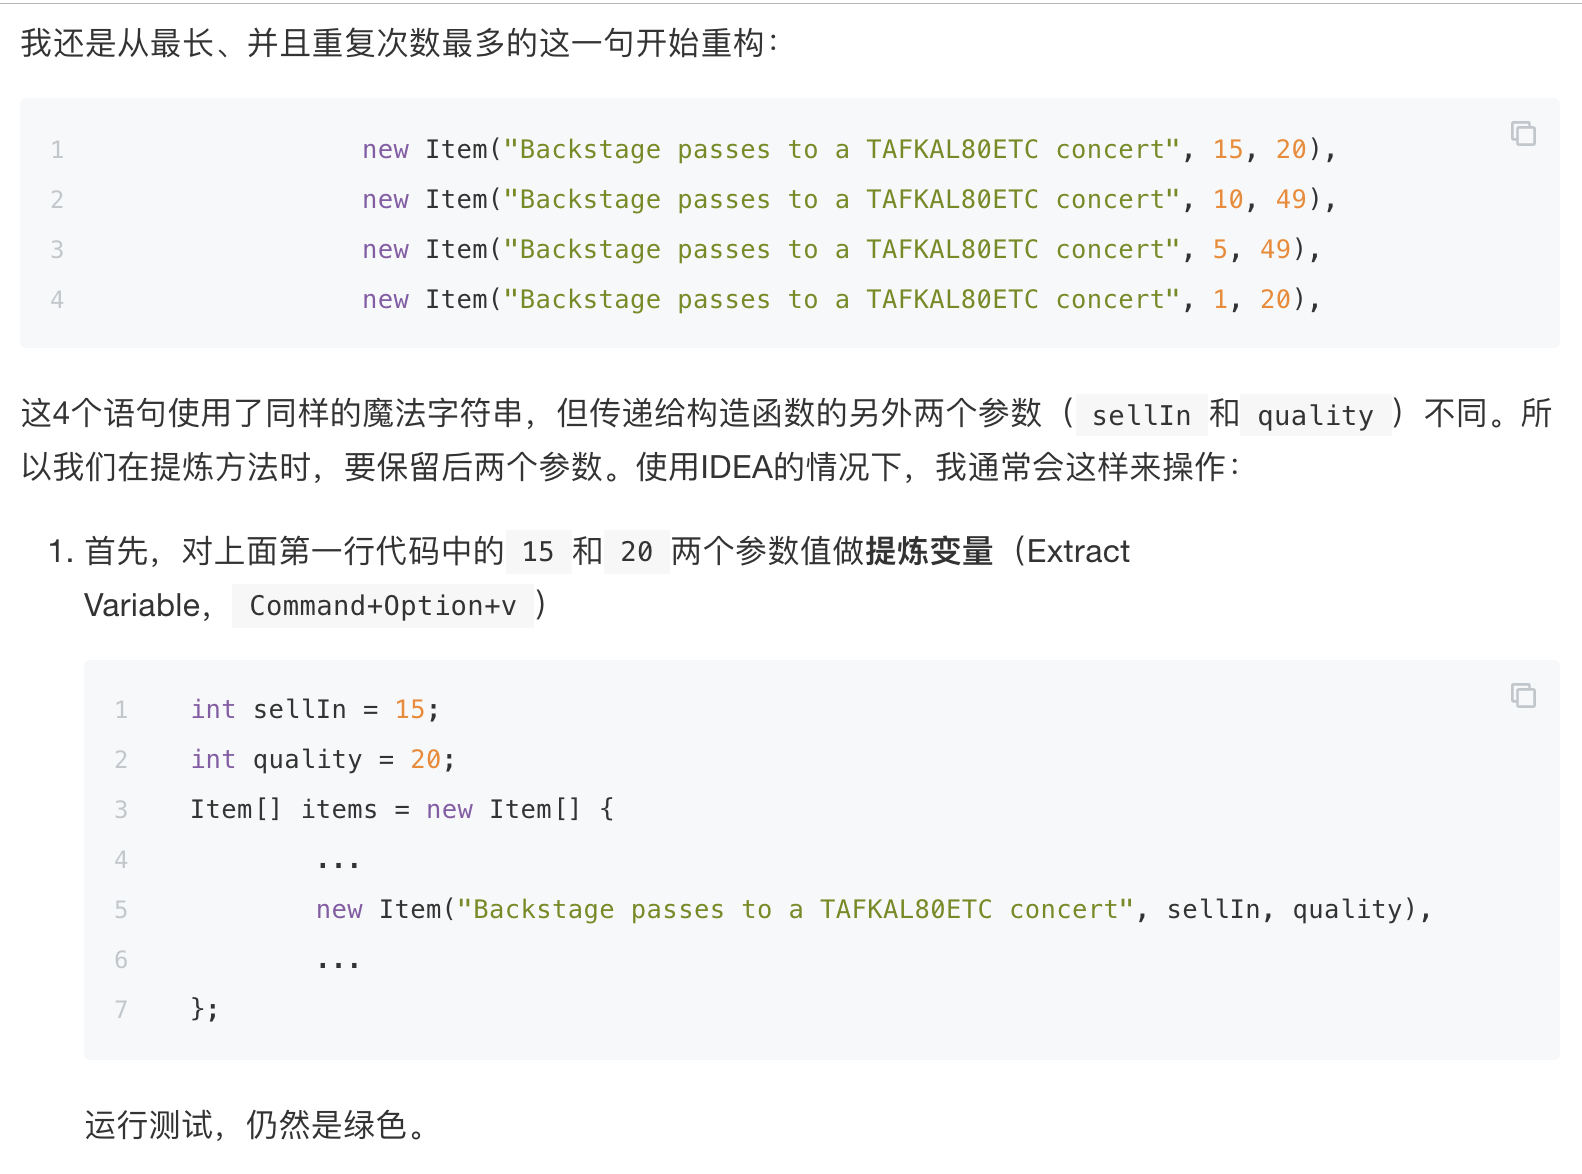 我还是从最长、并且重复次数最多的这一句开始重构：
1 new Item("Backstage passes to a TAFKAL80ETC concert", 15, 20),
2 new Item("Backstage passes to a TAFKAL80ETC concert", 10, 49),
3 new Item("Backstage passes to a TAFKAL80ETC concert", 5, 49),
4 new Item("Backstage passes to a TAFKAL80ETC concert", 1, 20),
这4个语句使用了同样的魔法字符串，但传递给构造函数的另外两个参数（ sellIn 和 quality ）不同。所
以我们在提炼方法时，要保留后两个参数。使用IDEA的情况下，我通常会这样来操作：
1. 首先，对上面第一行代码中的 15 和 20 两个参数值做提炼变量（Extract
Variable， Command+Option+v ）
1 int sellIn = 15;
2 int quality = 20;
3 Item[] items = new Item[] {
4 ...
5 new Item("Backstage passes to a TAFKAL80ETC concert", sellIn, quality),
6 ...
7 };
运行测试，仍然是绿色。